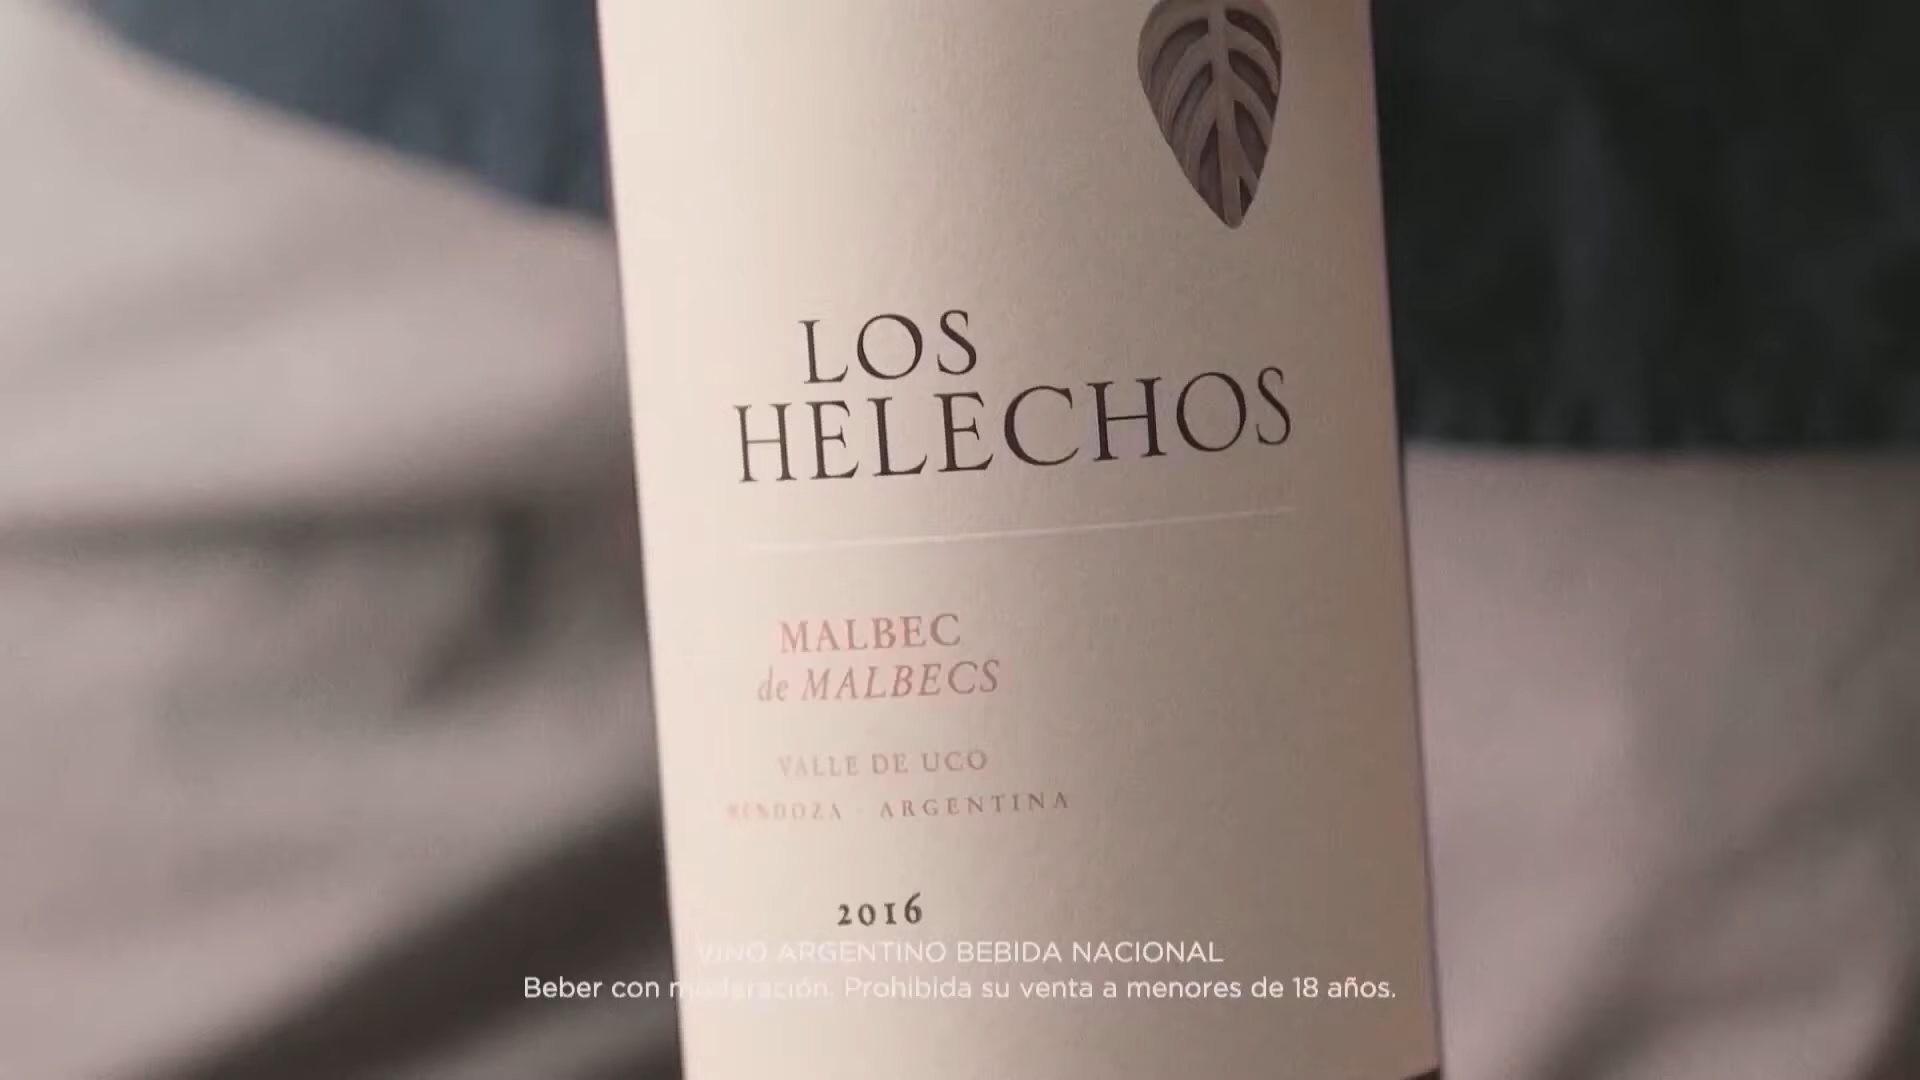 LOS
HELECHOS
MALBEC
de MALBECS
VALLE DE UCO
MENDOZA - ARGENTINA
2016
VINO ARGENTINO BEBIDA NACIONAL
Beber con moderación. Prohibida su venta a menores de 18 años.